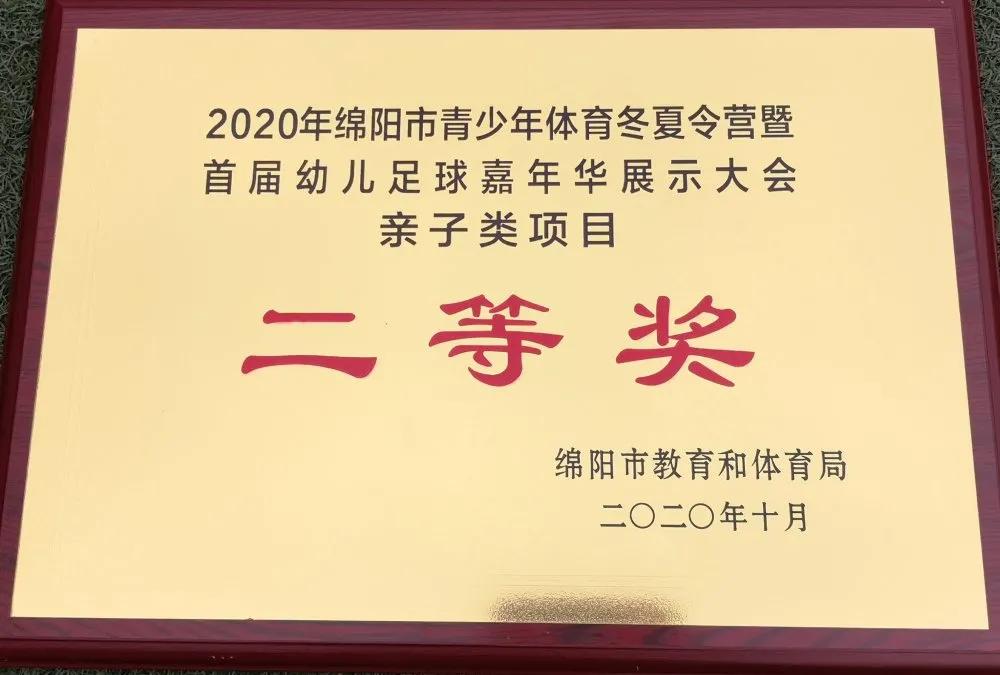 2020年绵阳市青少年体育冬夏令营暨
首届幼儿足球嘉年华展示大会
亲子类项目
二等奖
绵阳市教育和体育局
二〇二〇年十月